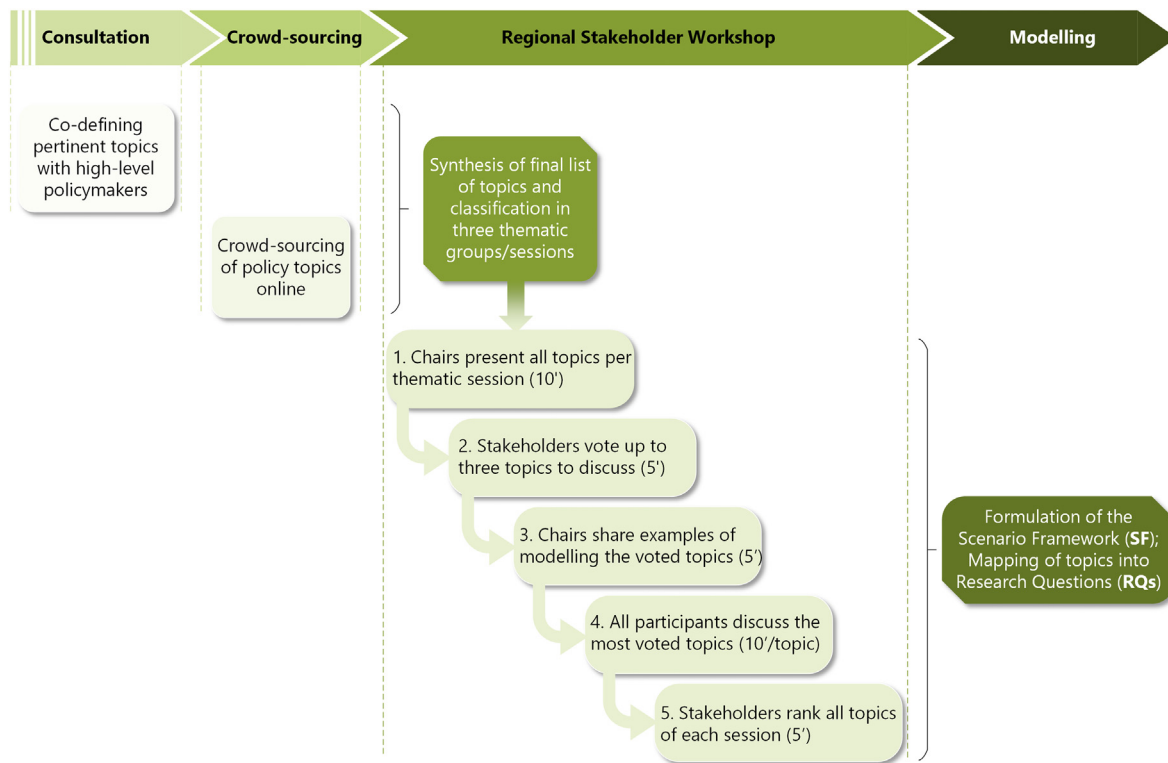 Consultation
Crowd-sourcing
Regional Stakeholder Workshop
Modelling
Co-defining
pertinent topics
with high-level
policymakers
Crowd-sourcing
of policy topics
online
Synthesis of final list
of topics and
classification in
three thematic
groups/sessions
1. Chairs present all topics per
thematic session (10')
2. Stakeholders vote up to
three topics to discuss (5')
3. Chairs share examples of
modelling the voted topics (5’)
4. All participants discuss the
most voted topics (10’/topic)
5. Stakeholders rank all topics
of each session (5’)
Formulation of the
Scenario Framework (SF);
Mapping of topics into
Research Questions (RQs)